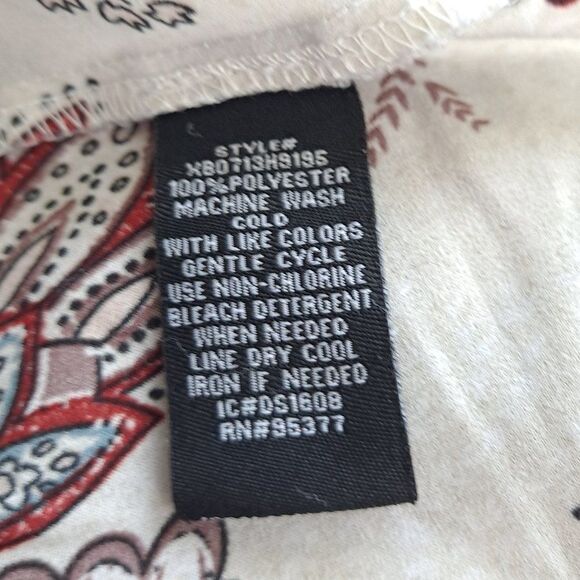 STYLE#
XB0713H9195
100%POLYESTER
MACHINE WASH
COLD
WITH LIKE COLORS
GENTLE CYCLE
USE NON-CHLORINE
BLEACH DETERGENT
WHEN NEEDED
LINE DRY COOL
IRON IF NEEDED
IC#DS1608
RN#95377